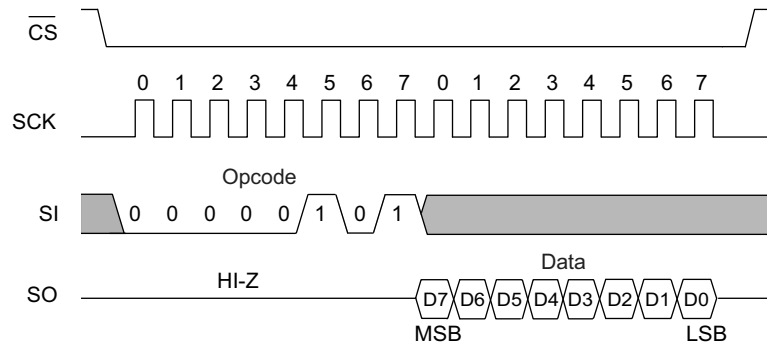 C̅S̅
0 1 2 3 4 5 6 7 0 1 2 3 4 5 6 7
SCK
Opcode
SI 0 0 0 0 0 1 0 1
HI-Z Data
SO D7 D6 D5 D4 D3 D2 D1 D0
MSB LSB